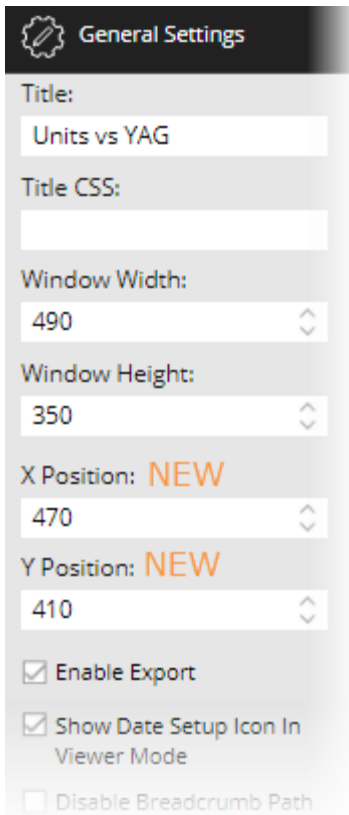 General Settings
Title:
Units vs YAG
Title CSS:
Window Width:
490
Window Height:
350
X Position: NEW
470
Y Position: NEW
410
Enable Export
Show Date Setup Icon In
Viewer Mode
Disable Breadcrumb Path